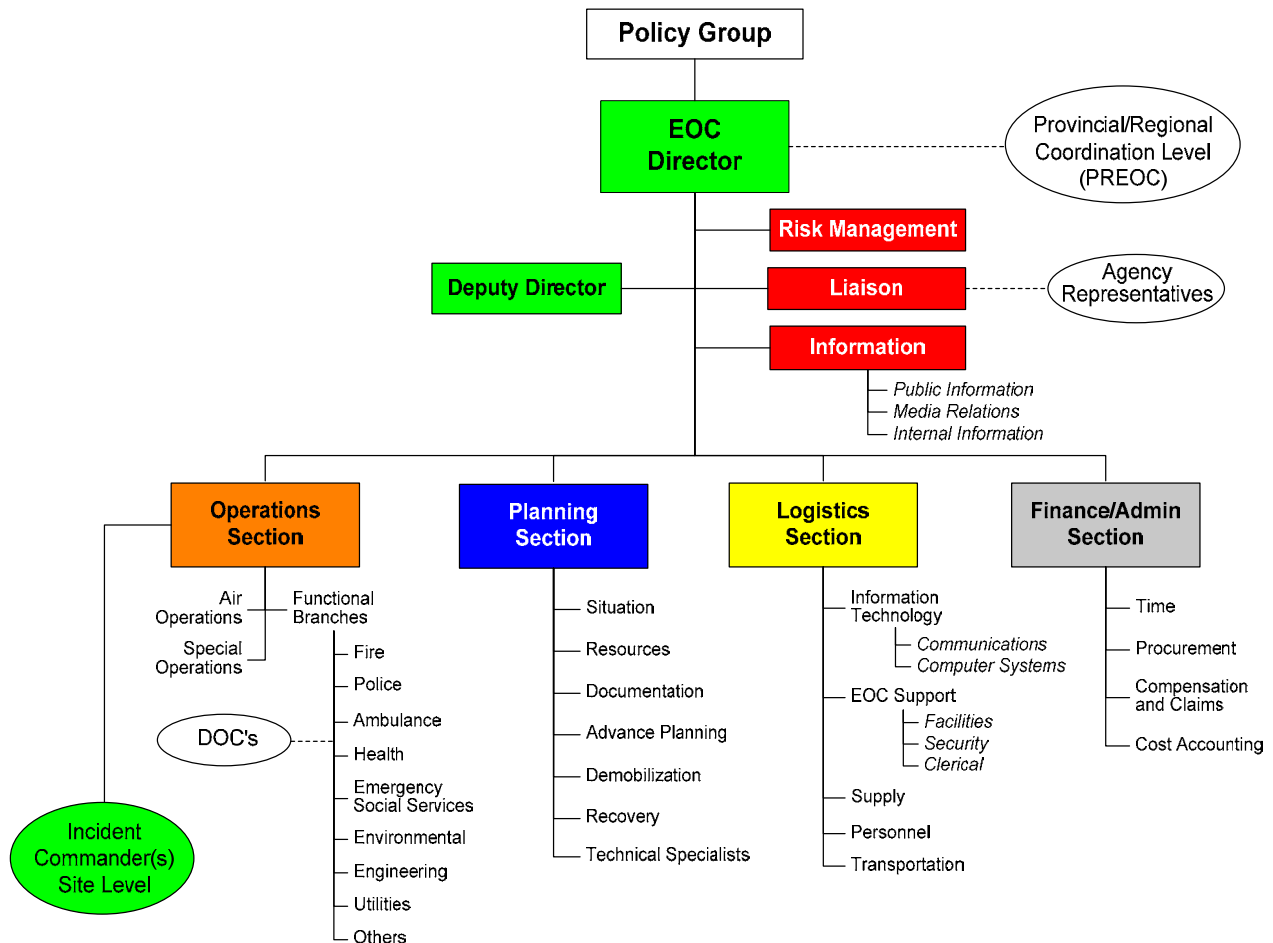 Policy Group
EOC
Director
Provincial/Regional
Coordination Level
(PREOC)
Risk Management
Deputy Director
Liaison
Agency
Representatives
Information
Public Information
Media Relations
Internal Information
Operations
Section
Planning
Section
Logistics
Section
Finance/Admin
Section
Air
Operations
Special
Operations
Functional
Branches
Fire
Police
Ambulance
Health
Emergency
Social Services
Environmental
Engineering
Utilities
Others
DOC's
Incident
Commander(s)
Site Level
Situation
Resources
Documentation
Advance Planning
Demobilization
Recovery
Technical Specialists
Information
Technology
Communications
Computer Systems
EOC Support
Facilities
Security
Clerical
Supply
Personnel
Transportation
Time
Procurement
Compensation
and Claims
Cost Accounting